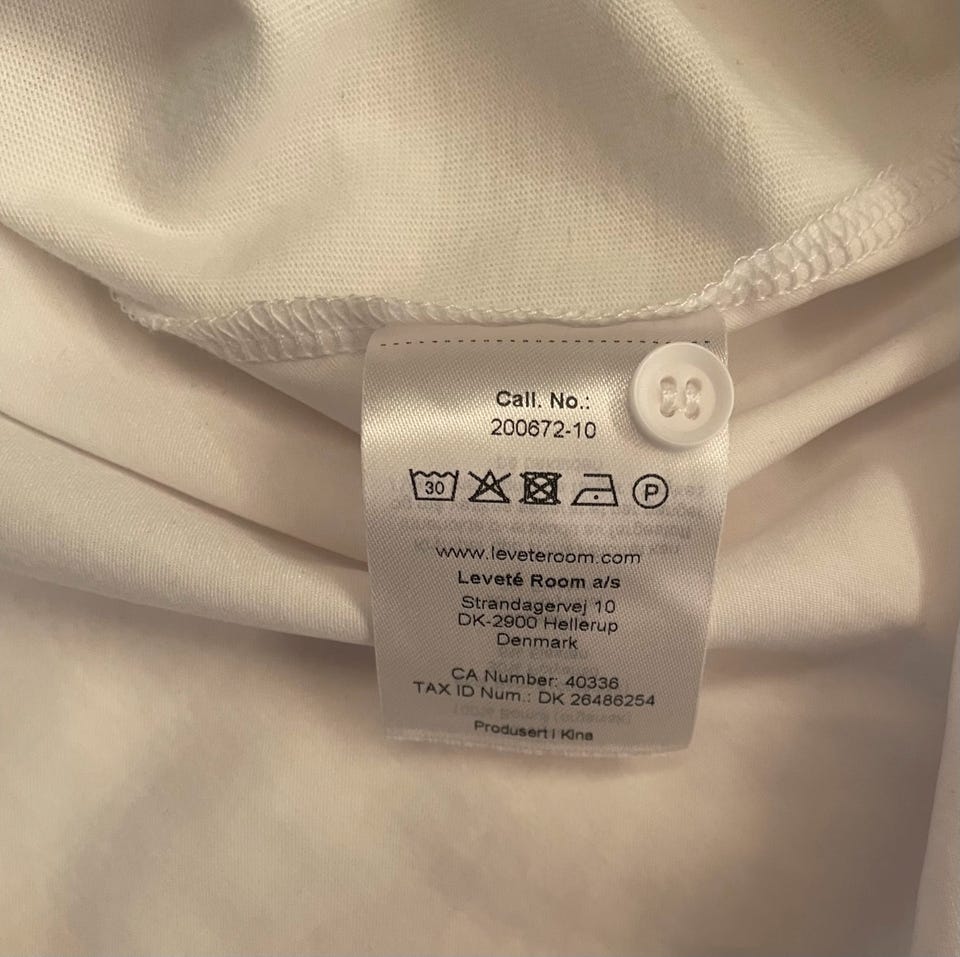 Call. No.:
200672-10
30 P
www.leveteroom.com
Leveté Room a/s
Strandagervej 10
DK-2900 Hellerup
Denmark
CA Number: 40336
TAX ID Num.: DK 26486254
Produsert i Kina